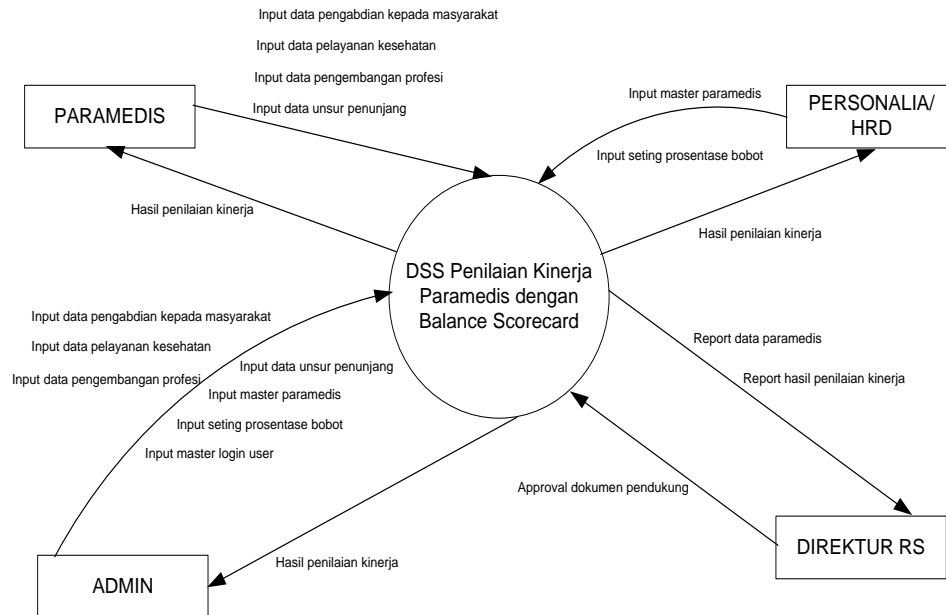 Input data pengabdian kepada masyarakat
Input data pelayanan kesehatan
Input data pengembangan profesi
Input data unsur penunjang
PARAMEDIS
Input master paramedis
PERSONALIA/
HRD
Input seting prosentase bobot
Hasil penilaian kinerja
Hasil penilaian kinerja
DSS Penilaian Kinerja
Paramedis dengan
Balance Scorecard
Input data pengabdian kepada masyarakat
Input data pelayanan kesehatan
Input data pengembangan profesi
Input data unsur penunjang
Input master paramedis
Input seting prosentase bobot
Input master login user
Report data paramedis
Report hasil penilaian kinerja
Approval dokumen pendukung
Hasil penilaian kinerja
ADMIN
DIREKTUR RS